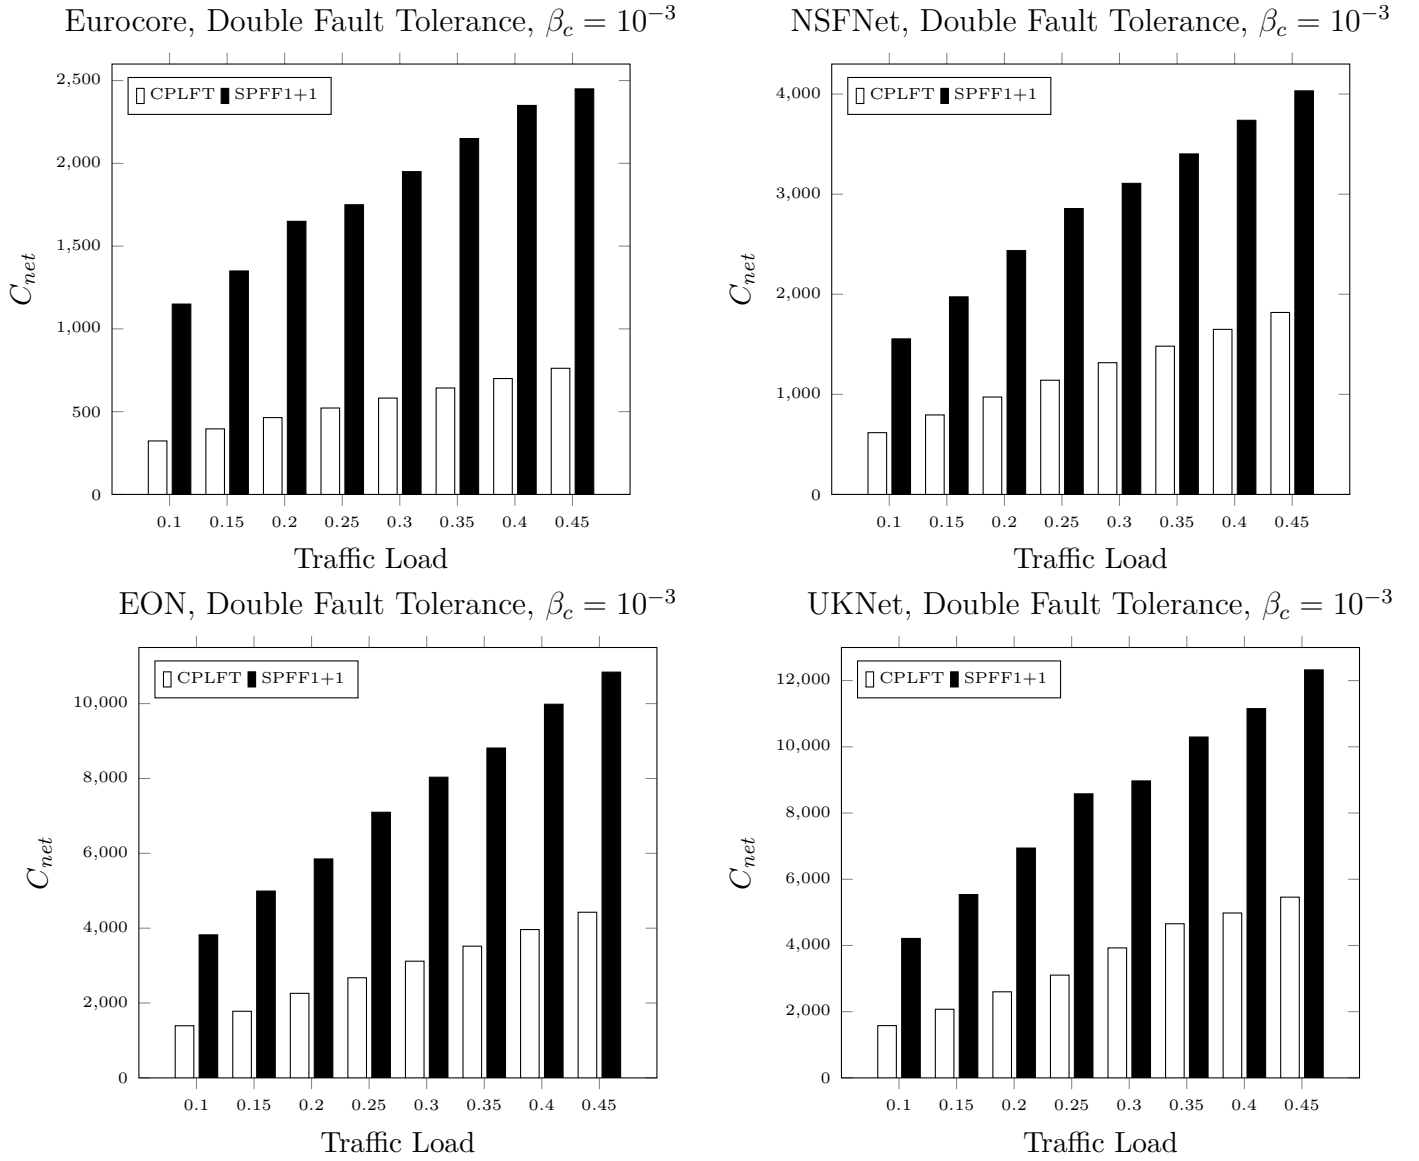 Eurocore, Double Fault Tolerance, β_c = 10^{-3}
CPLFT SPFF1+1
2,500
2,000
1,500
1,000
500
0
C_{net}
0.1 0.15 0.2 0.25 0.3 0.35 0.4 0.45
Traffic Load
NSFNet, Double Fault Tolerance, β_c = 10^{-3}
CPLFT SPFF1+1
4,000
3,000
2,000
1,000
0
C_{net}
0.1 0.15 0.2 0.25 0.3 0.35 0.4 0.45
Traffic Load
EON, Double Fault Tolerance, β_c = 10^{-3}
CPLFT SPFF1+1
10,000
8,000
6,000
4,000
2,000
0
C_{net}
0.1 0.15 0.2 0.25 0.3 0.35 0.4 0.45
Traffic Load
UKNet, Double Fault Tolerance, β_c = 10^{-3}
CPLFT SPFF1+1
12,000
10,000
8,000
6,000
4,000
2,000
0
C_{net}
0.1 0.15 0.2 0.25 0.3 0.35 0.4 0.45
Traffic Load